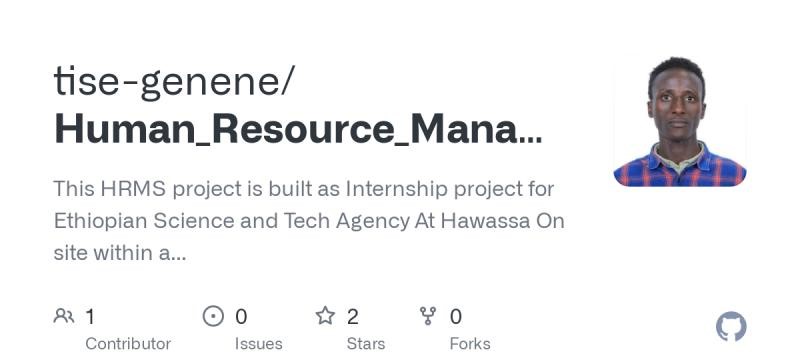 tise-genene/
Human_Resource_Mana...
This HRMS project is built as Internship project for
Ethiopian Science and Tech Agency At Hawassa On
site within a...
1
Contributor
0
Issues
2
Stars
0
Forks